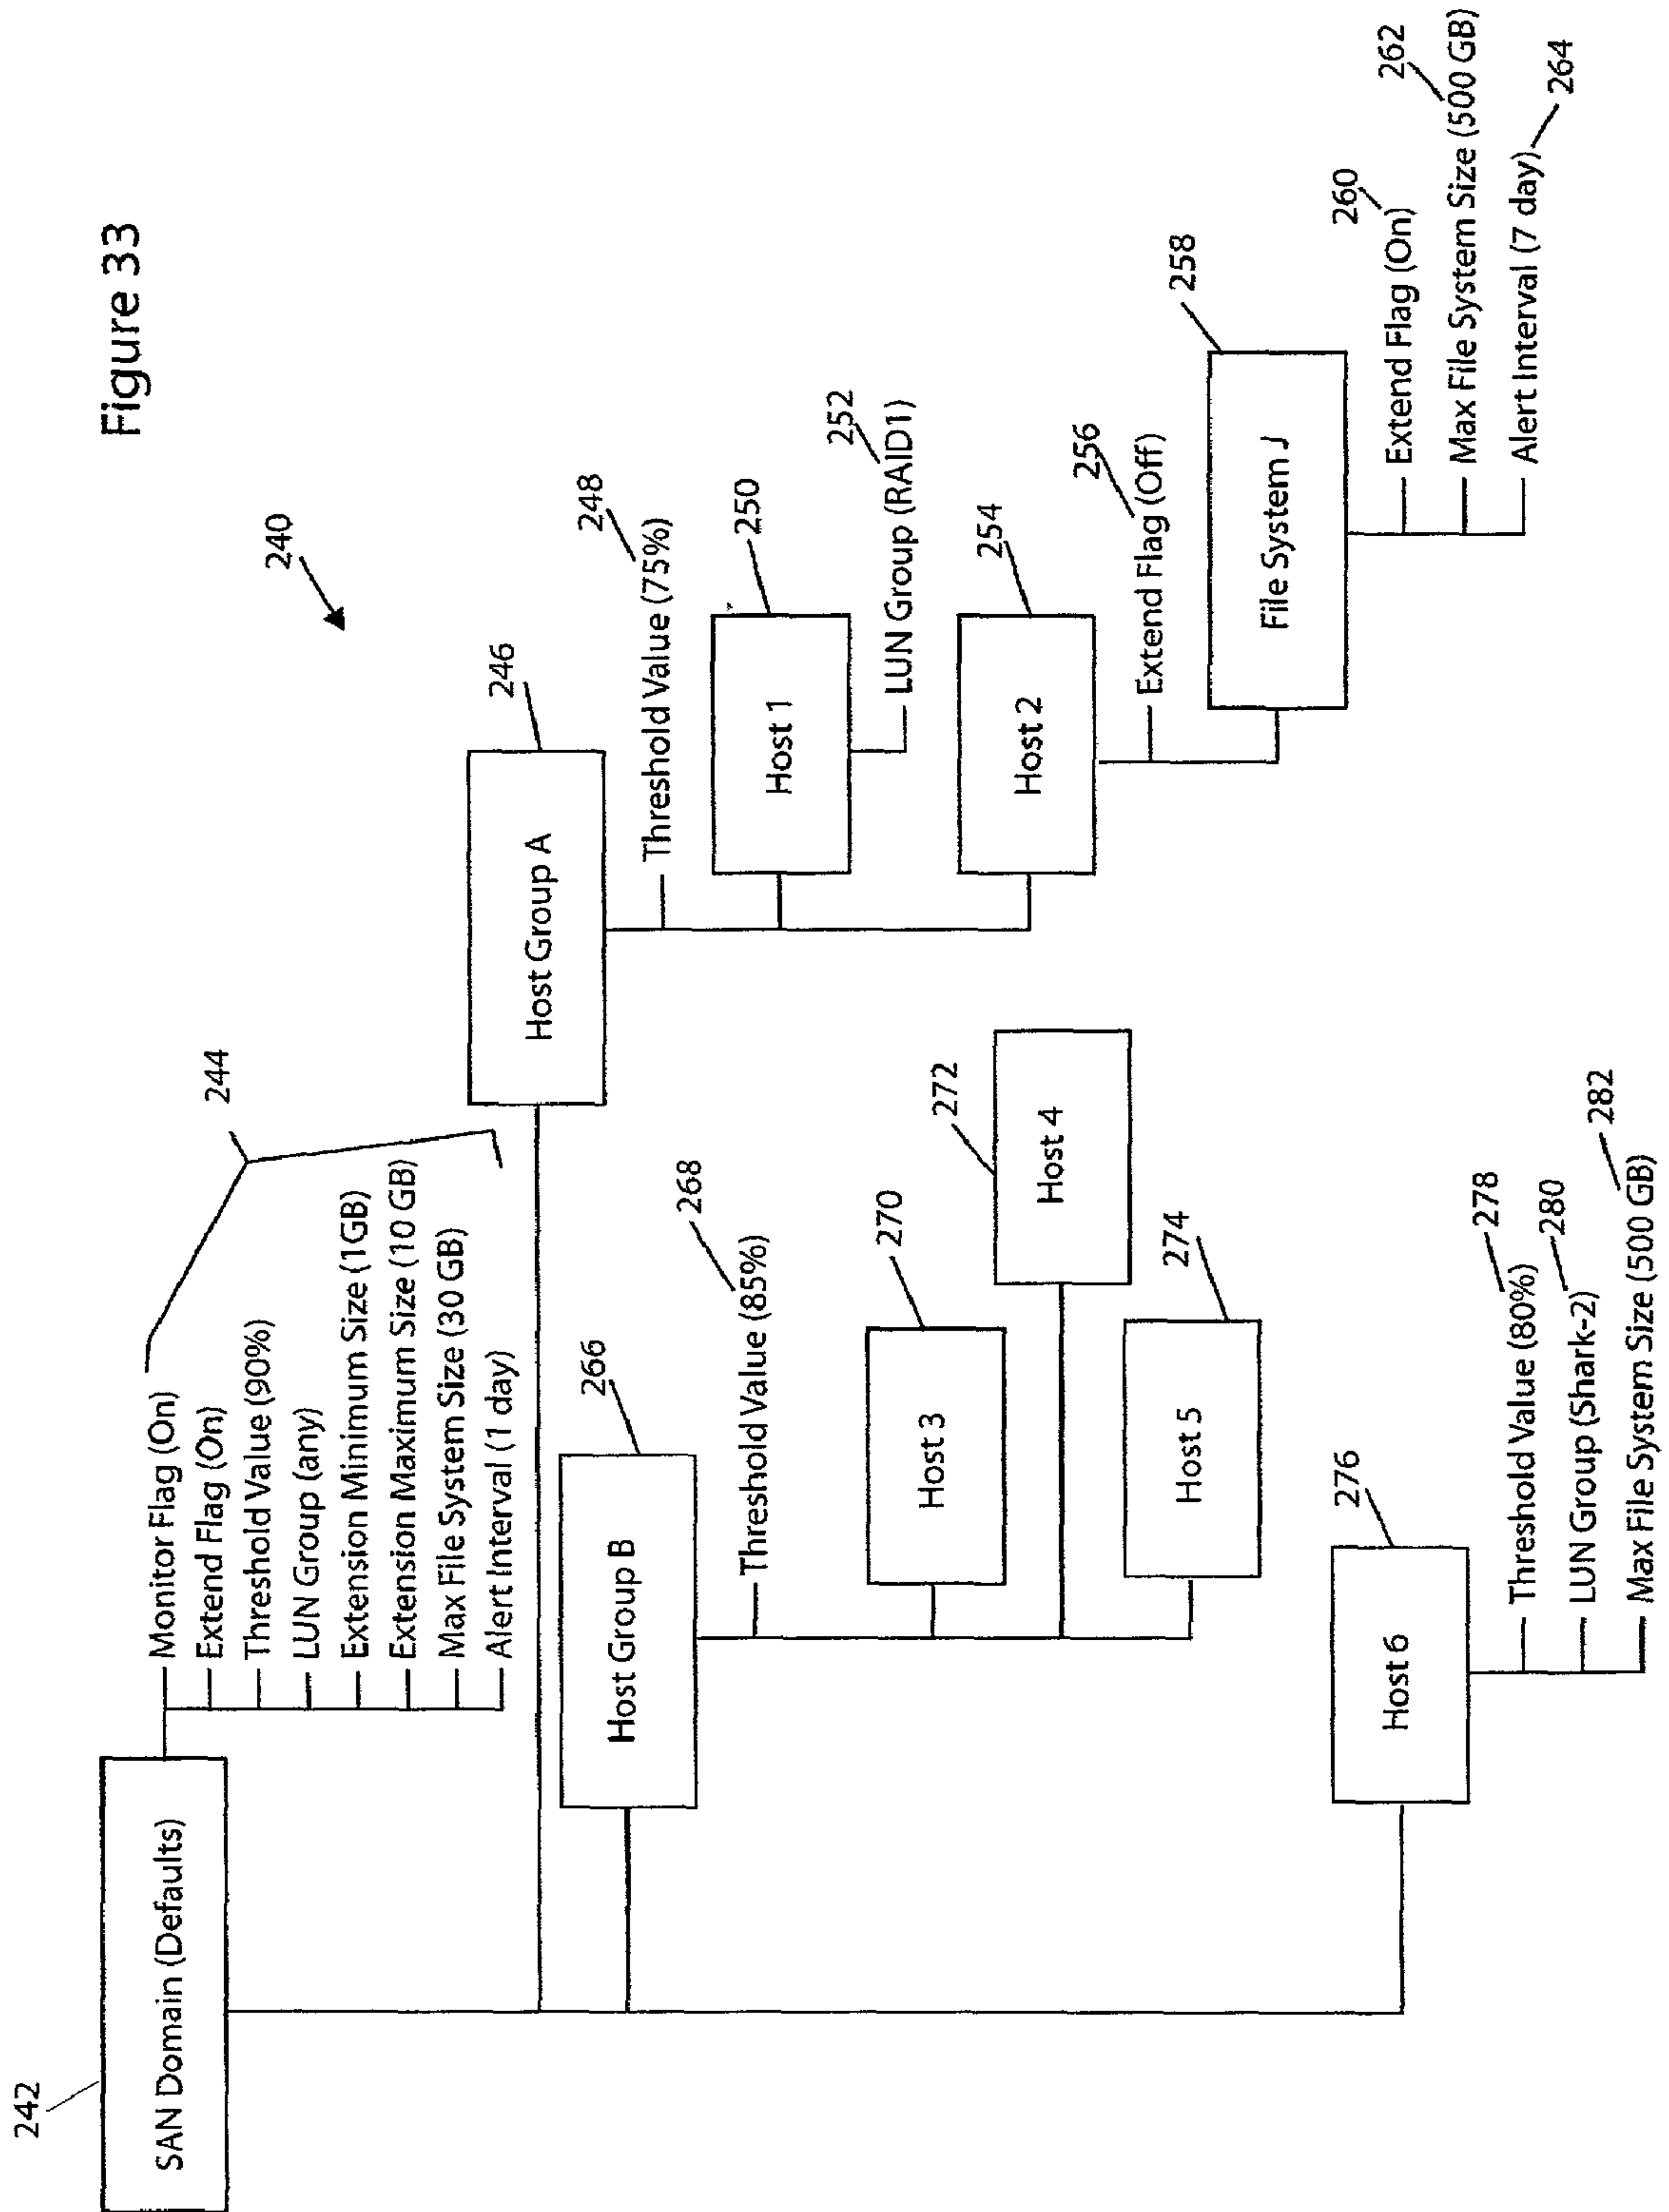 Figure 33
240
242
SAN Domain (Defaults)
244
Monitor Flag (On)
Extend Flag (On)
Threshold Value (90%)
LUN Group (any)
Extension Minimum Size (1GB)
Extension Maximum Size (10 GB)
Max File System Size (30 GB)
Alert Interval (1 day)
246
Host Group A
248
Threshold Value (75%)
250
Host 1
252
LUN Group (RAID1)
254
Host 2
256
Extend Flag (Off)
258
File System J
260
Extend Flag (On)
262
Max File System Size (500 GB)
Alert Interval (7 day)
264
266
Host Group B
268
Threshold Value (85%)
270
Host 3
272
Host 4
274
Host 5
276
Host 6
278
Threshold Value (80%)
280
LUN Group (Shark-2)
282
Max File System Size (500 GB)